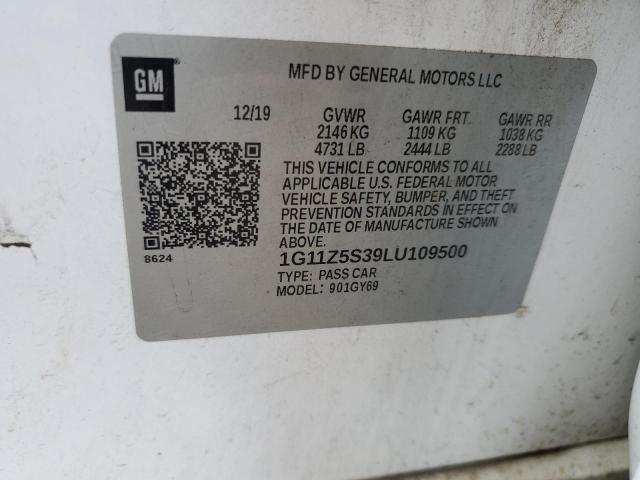 GM
MFD BY GENERAL MOTORS LLC
12/19 GVWR GAWR FRT GAWR RR
2146 KG 1109 KG 1038 KG
4731 LB 2444 LB 2288 LB
THIS VEHICLE CONFORMS TO ALL
APPLICABLE U.S. FEDERAL MOTOR
VEHICLE SAFETY, BUMPER, AND THEFT
PREVENTION STANDARDS IN EFFECT ON
THE DATE OF MANUFACTURE SHOWN
ABOVE.
8624
1G11Z5S39LU109500
TYPE: PASS CAR
MODEL: 901GY69